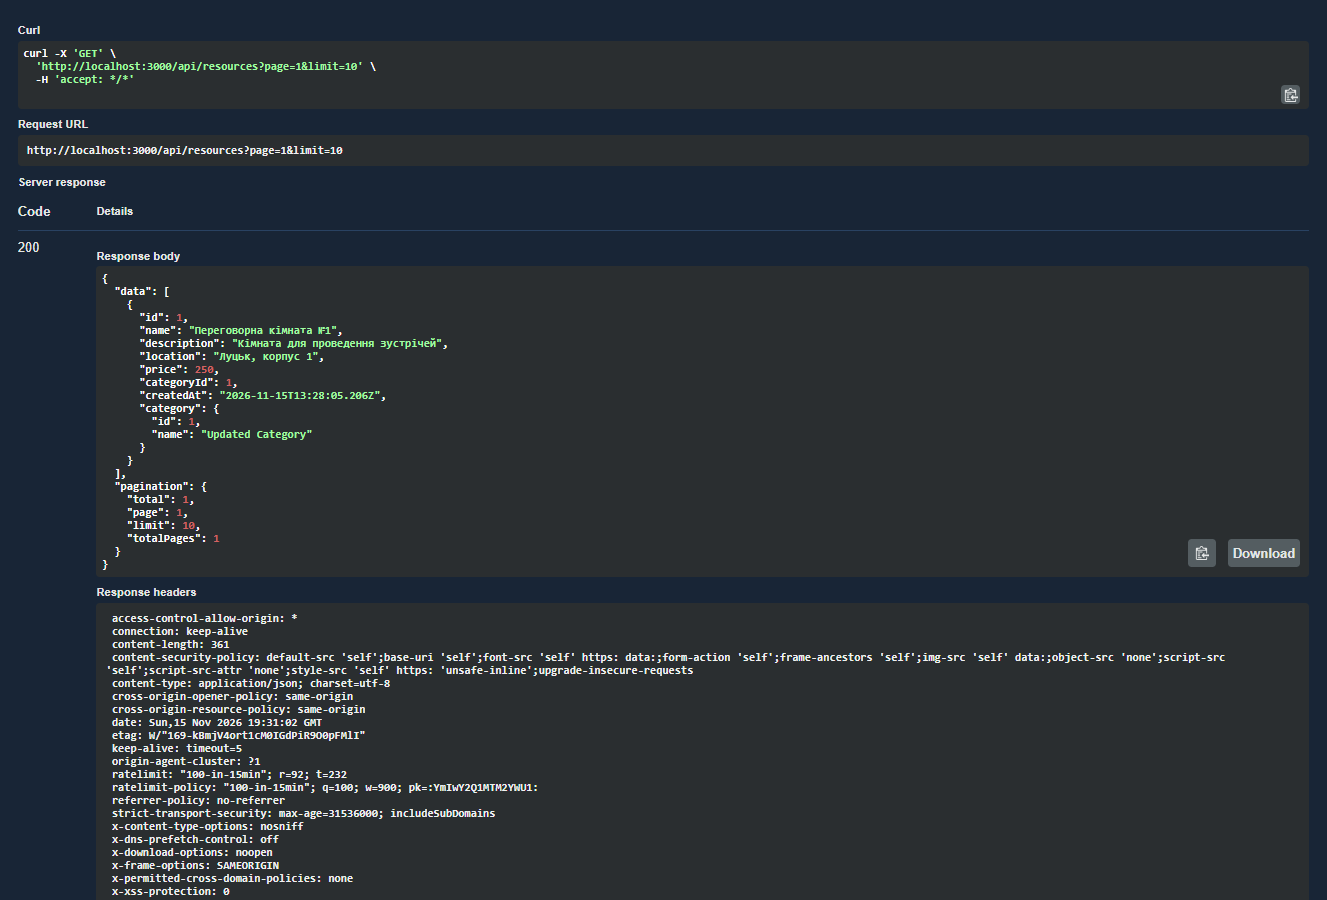 Curl
curl -X 'GET' \
  'http://localhost:3000/api/resources?page=1&limit=10' \
  -H 'accept: */*'
Request URL
http://localhost:3000/api/resources?page=1&limit=10
Server response
Code Details
200
Response body
{
  "data": [
    {
      "id": 1,
      "name": "Переговорна кімната №1",
      "description": "Кімната для проведення зустрічей",
      "location": "Луцьк, корпус 1",
      "price": 250,
      "categoryId": 1,
      "createdAt": "2026-11-15T13:28:05.206Z",
      "category": {
        "id": 1,
        "name": "Updated Category"
      }
    }
  ],
  "pagination": {
    "total": 1,
    "page": 1,
    "limit": 10,
    "totalPages": 1
  }
}
Download
Response headers
access-control-allow-origin: *
connection: keep-alive
content-length: 361
content-security-policy: default-src 'self';base-uri 'self';font-src 'self' https: data:;form-action 'self';frame-ancestors 'self';img-src 'self' data:;object-src 'none';script-src
'self';script-src-attr 'none';style-src 'self' https: 'unsafe-inline';upgrade-insecure-requests
content-type: application/json; charset=utf-8
cross-origin-opener-policy: same-origin
cross-origin-resource-policy: same-origin
date: Sun,15 Nov 2026 19:31:02 GMT
etag: W/"169-kBmjV4ort1cM0IGdPiR9O0pFMlI"
keep-alive: timeout=5
origin-agent-cluster: ?1
ratelimit: "100-in-15min"; r=92; t=232
ratelimit-policy: "100-in-15min"; q=100; w=900; pk=:YmIwY2Q1MTM2YWU1:
referrer-policy: no-referrer
strict-transport-security: max-age=31536000; includeSubDomains
x-content-type-options: nosniff
x-dns-prefetch-control: off
x-download-options: noopen
x-frame-options: SAMEORIGIN
x-permitted-cross-domain-policies: none
x-xss-protection: 0